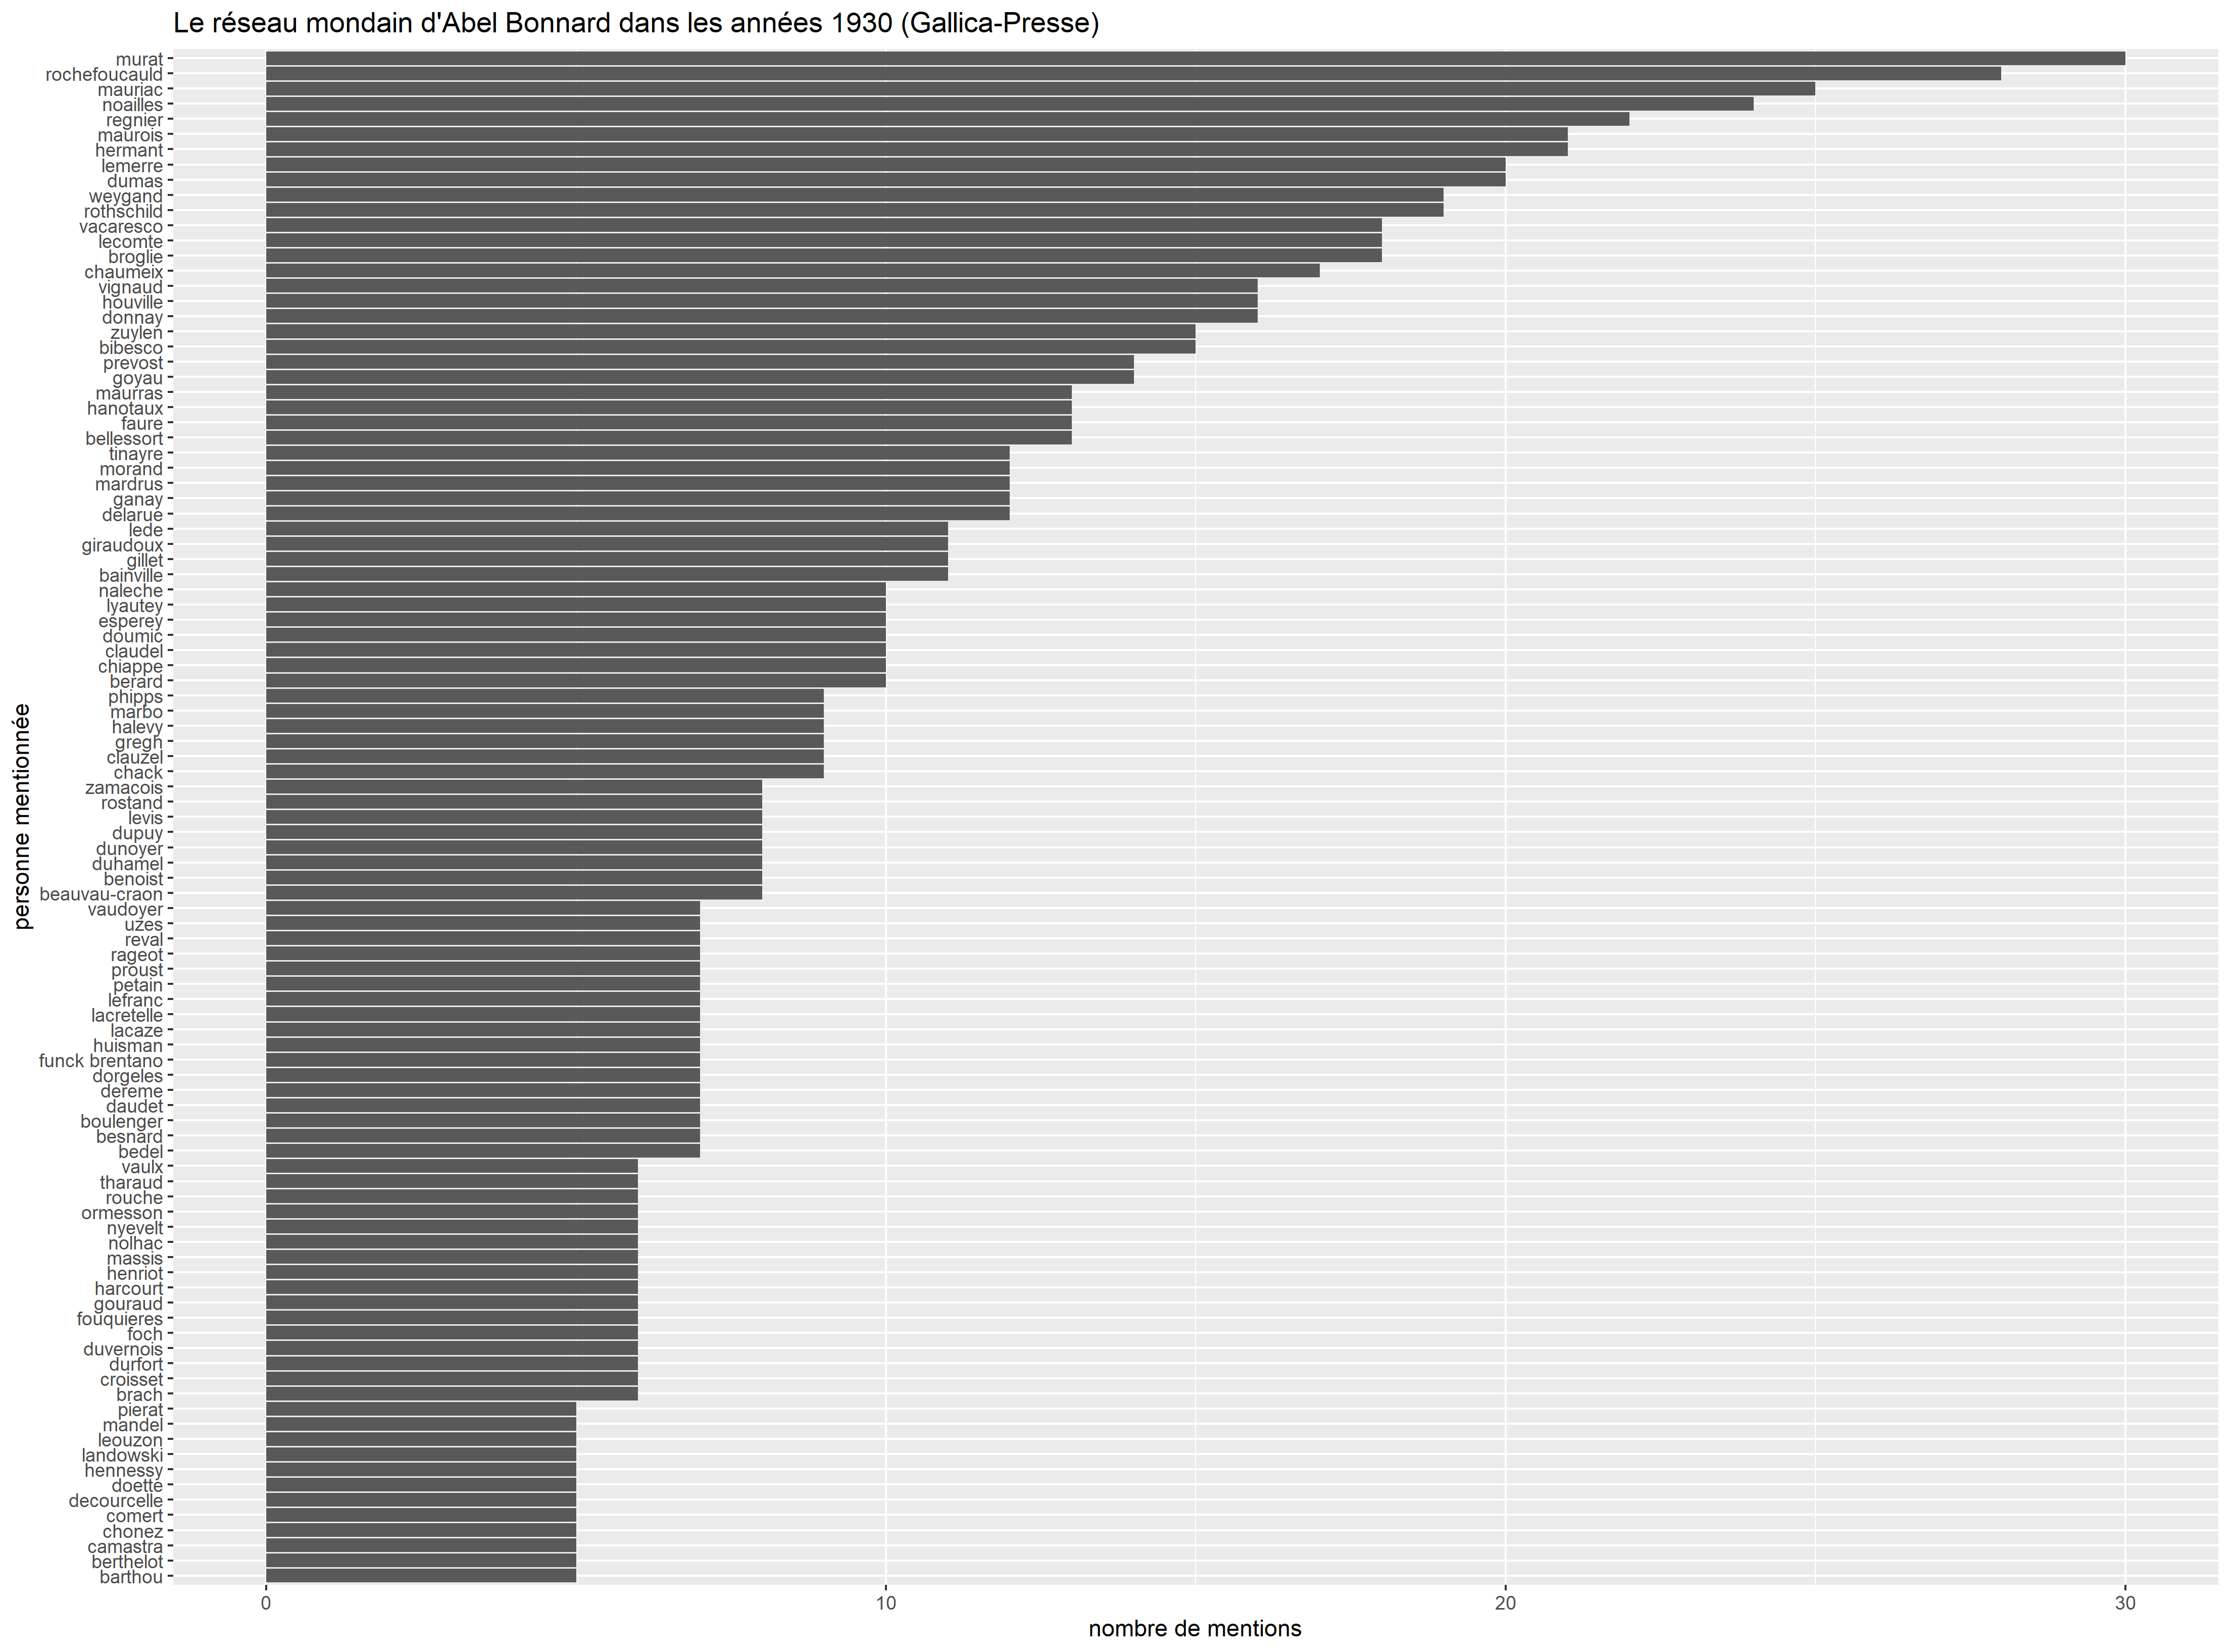 Le réseau mondain d'Abel Bonnard dans les années 1930 (Gallica-Presse)
murat
rochefoucauld
mauriac
noailles
regnier
maurois
hermant
lemerre
dumas
weygand
rothschild
vacaresco
lecomte
broglie
chaumeix
vignaud
houville
donnay
zuylen
bibesco
prevost
goyau
maurras
hanotaux
faure
bellessort
tinayre
morand
mardrus
ganay
delarue
lede
giraudoux
gillet
bainville
naleche
lyautey
esperey
doumic
claudel
chiappe
berard
phipps
marbo
halevy
gregh
clauzel
chack
zamacois
rostand
levis
dupuy
dunoyer
duhamel
benoist
beauvau-craon
vaudoyer
uzes
reval
rageot
proust
petain
lefranc
lacretelle
lacaze
huisman
funck brentano
dorgeles
dereme
daudet
boulenger
besnard
bedel
vaulx
tharaud
rouche
ormesson
nyevelt
nolhac
massis
henriot
harcourt
gouraud
fouquieres
foch
duvernois
durfort
croisset
brach
pierat
mandel
leouzon
landowski
hennessy
doette
decourcelle
comert
chonez
camastra
berthelot
barthou
personne mentionnée
0 10 20 30
nombre de mentions